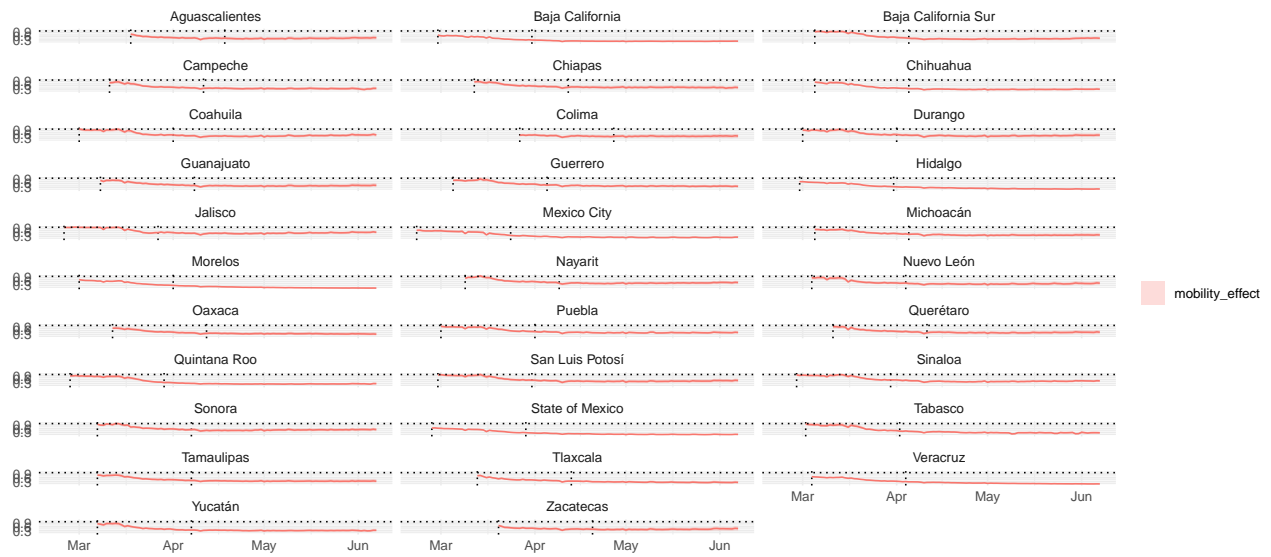 Aguascalientes Baja California Baja California Sur
Campeche Chiapas Chihuahua
Coahuila Colima Durango
Guanajuato Guerrero Hidalgo
Jalisco Mexico City Michoacán
Morelos Nayarit Nuevo León
mobility_effect
Oaxaca Puebla Querétaro
Quintana Roo San Luis Potosí Sinaloa
Sonora State of Mexico Tabasco
Tamaulipas Tlaxcala Veracruz
Mar Apr May Jun
Yucatán Zacatecas
Mar Apr May Jun Mar Apr May Jun